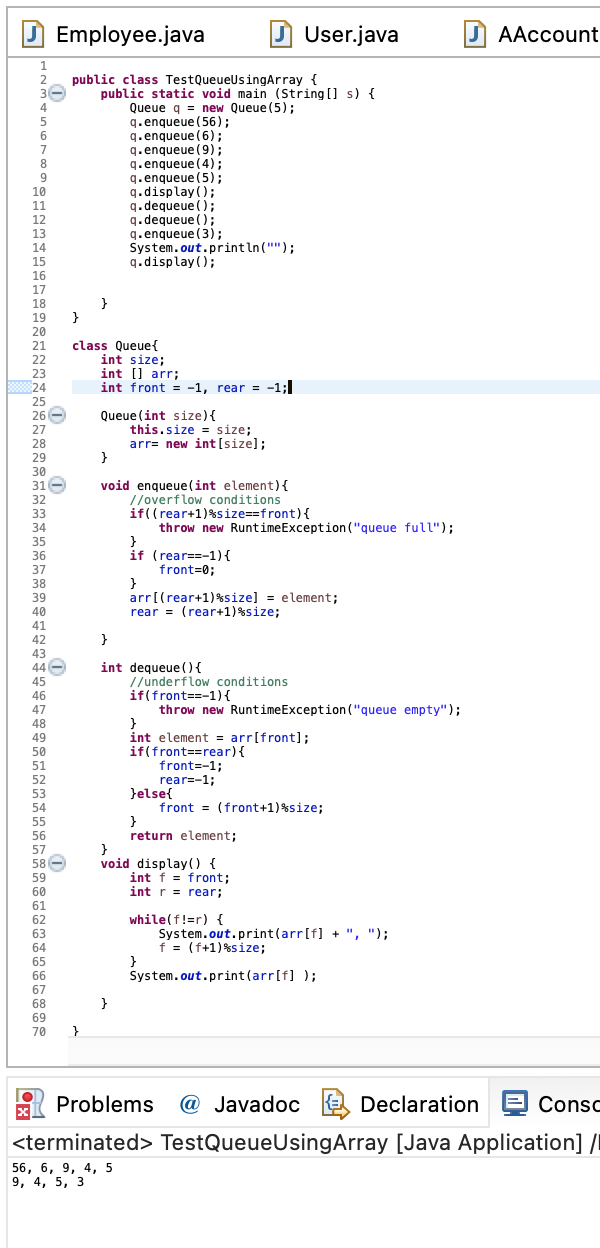 Employee.java User.java AAccount
1
2 public class TestQueueUsingArray {
3 public static void main (String[] s) {
4 Queue q = new Queue(5);
5 q.enqueue(56);
6 q.enqueue(6);
7 q.enqueue(9);
8 q.enqueue(4);
9 q.enqueue(5);
10 q.display();
11 q.dequeue();
12 q.dequeue();
13 q.enqueue(3);
14 System.out.println("");
15 q.display();
16
17
18 }
19 }
20
21 class Queue{
22 int size;
23 int [] arr;
24 int front = -1, rear = -1;
25
26 Queue(int size){
27 this.size = size;
28 arr= new int[size];
29 }
30
31 void enqueue(int element){
32 //overflow conditions
33 if((rear+1)%size==front){
34 throw new RuntimeException("queue full");
35 }
36 if (rear==-1){
37 front=0;
38 }
39 arr[(rear+1)%size] = element;
40 rear = (rear+1)%size;
41
42 }
43
44 int dequeue(){
45 //underflow conditions
46 if(front==-1){
47 throw new RuntimeException("queue empty");
48 }
49 int element = arr[front];
50 if(front==rear){
51 front=-1;
52 rear=-1;
53 }else{
54 front = (front+1)%size;
55 }
56 return element;
57 }
58 void display() {
59 int f = front;
60 int r = rear;
61
62 while(f!=r) {
63 System.out.print(arr[f] + ", ");
64 f = (f+1)%size;
65 }
66 System.out.print(arr[f] );
67
68 }
69
70 }
Problems @ Javadoc Declaration Conso
<terminated> TestQueueUsingArray [Java Application] /
56, 6, 9, 4, 5
9, 4, 5, 3